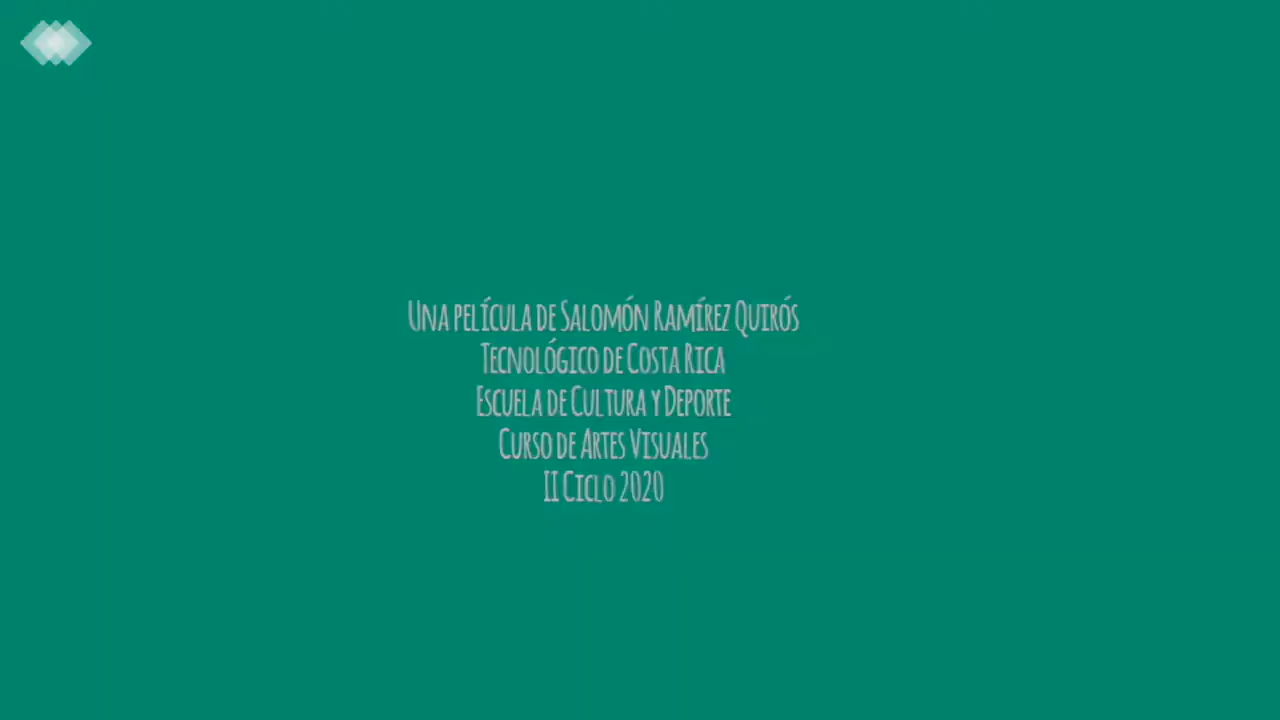 Una película de Salomón Ramírez Quirós
Tecnológico de Costa Rica
Escuela de Cultura y Deporte
Curso de Artes Visuales
II Ciclo 2020